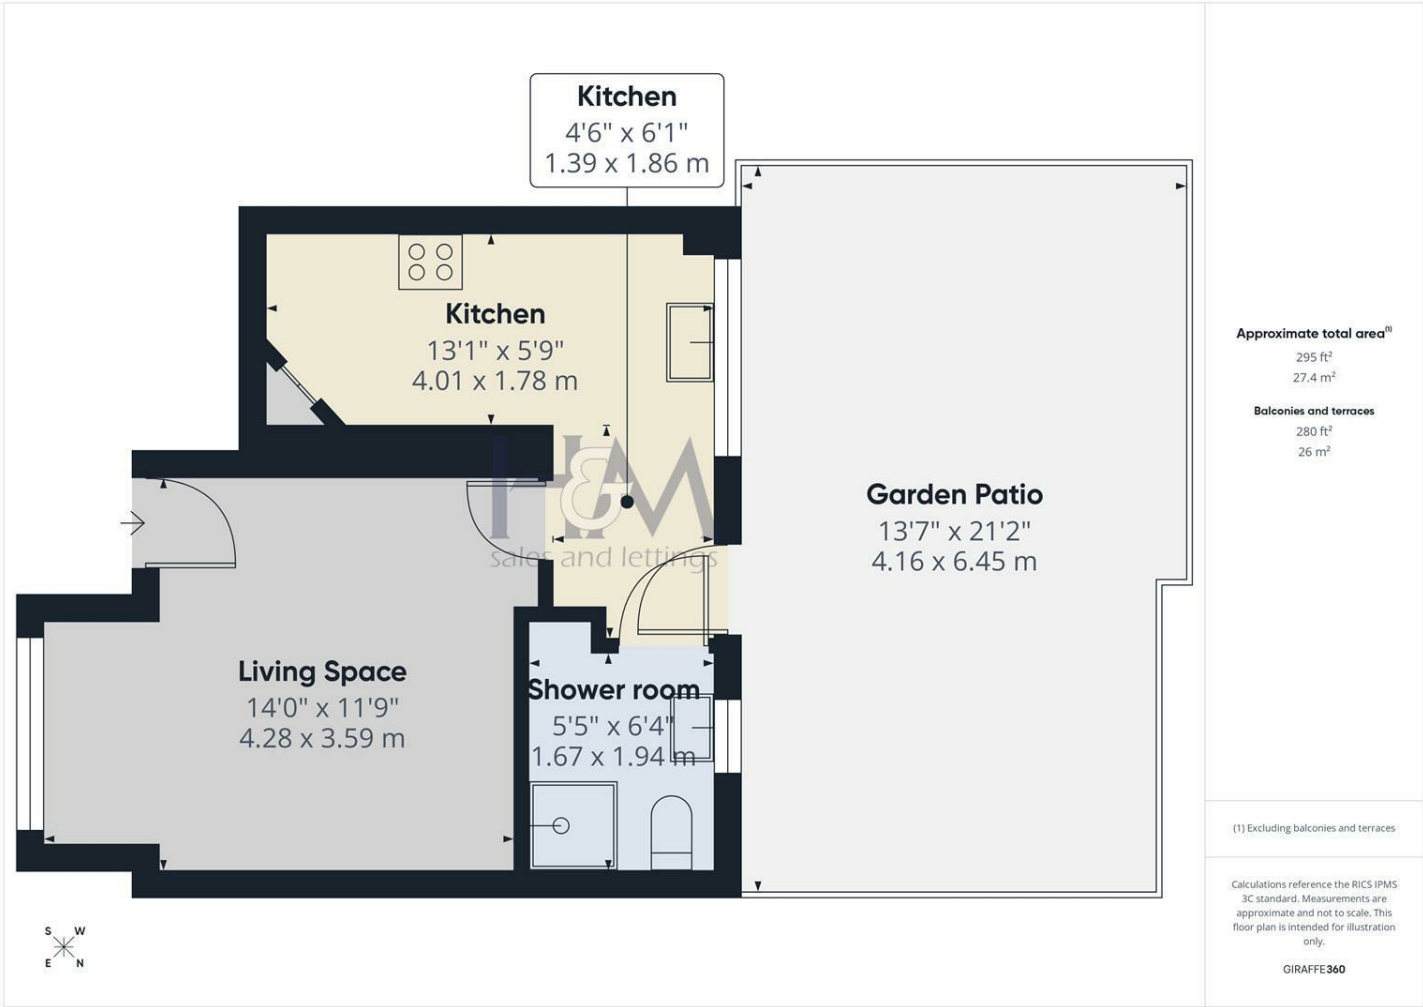 Kitchen
4'6" x 6'1"
1.39 x 1.86 m
Kitchen
13'1" x 5'9"
4.01 x 1.78 m
H&M
sales and lettings
Garden Patio
13'7" x 21'2"
4.16 x 6.45 m
Living Space
14'0" x 11'9"
4.28 x 3.59 m
Shower room
5'5" x 6'4"
1.67 x 1.94 m
S W
E N
Approximate total area(1)
295 ft²
27.4 m²
Balconies and terraces
280 ft²
26 m²
(1) Excluding balconies and terraces
Calculations reference the RICS IPMS
3C standard. Measurements are
approximate and not to scale. This
floor plan is intended for illustration
only.
GIRAFFE360